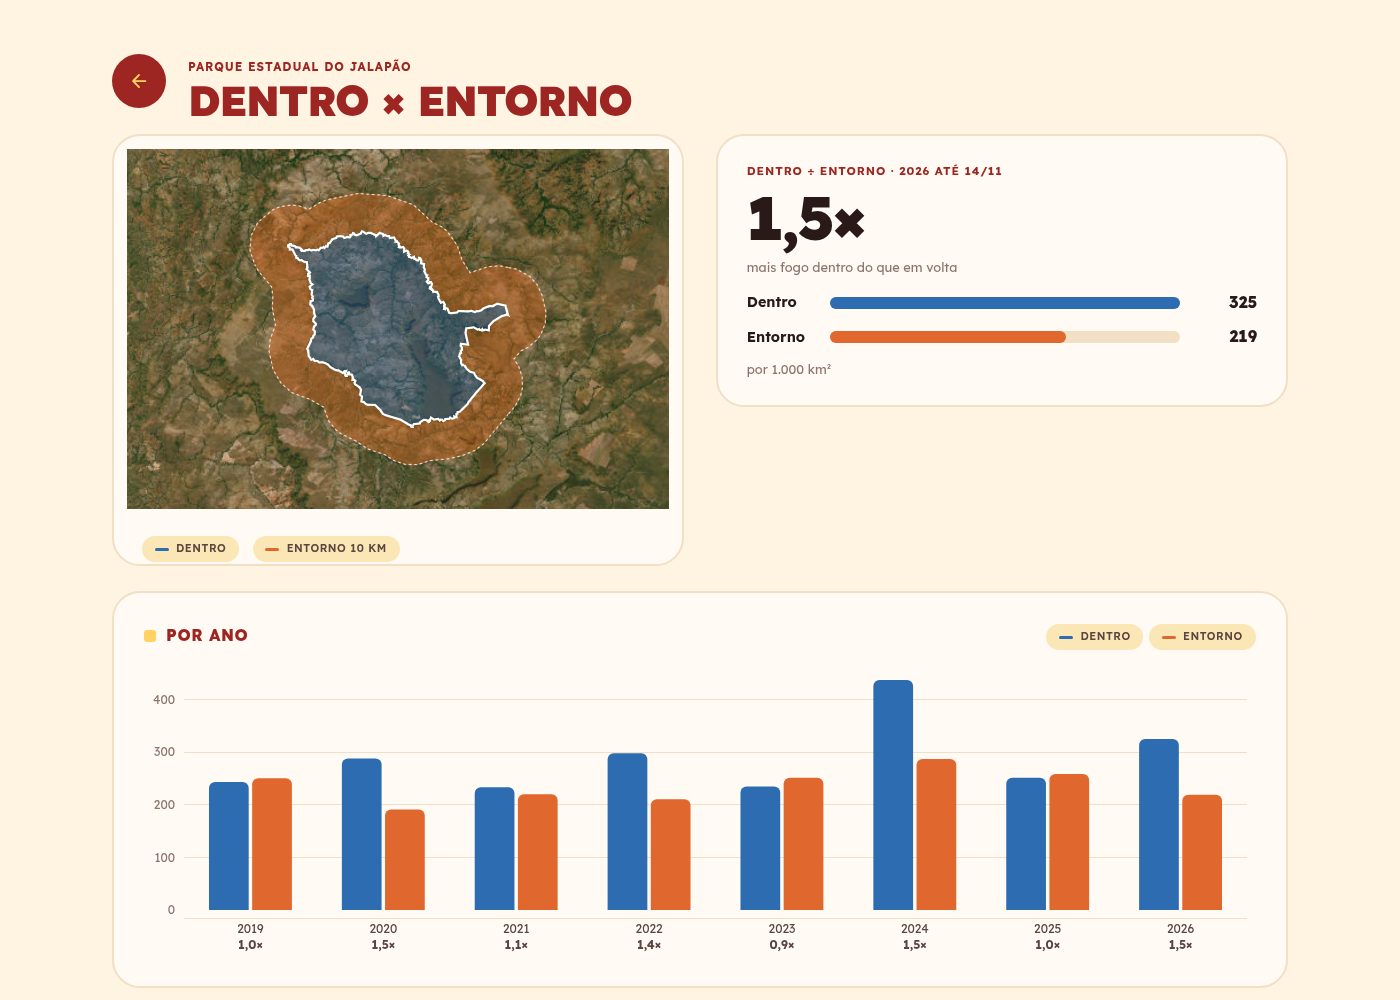 PARQUE ESTADUAL DO JALAPÃO
DENTRO × ENTORNO
DENTRO
ENTORNO 10 KM
DENTRO ÷ ENTORNO · 2026 ATÉ 14/11
1,5×
mais fogo dentro do que em volta
Dentro 325
Entorno 219
por 1.000 km²
POR ANO
DENTRO
ENTORNO
400
300
200
100
0
2019 2020 2021 2022 2023 2024 2025 2026
1,0× 1,5× 1,1× 1,4× 0,9× 1,5× 1,0× 1,5×